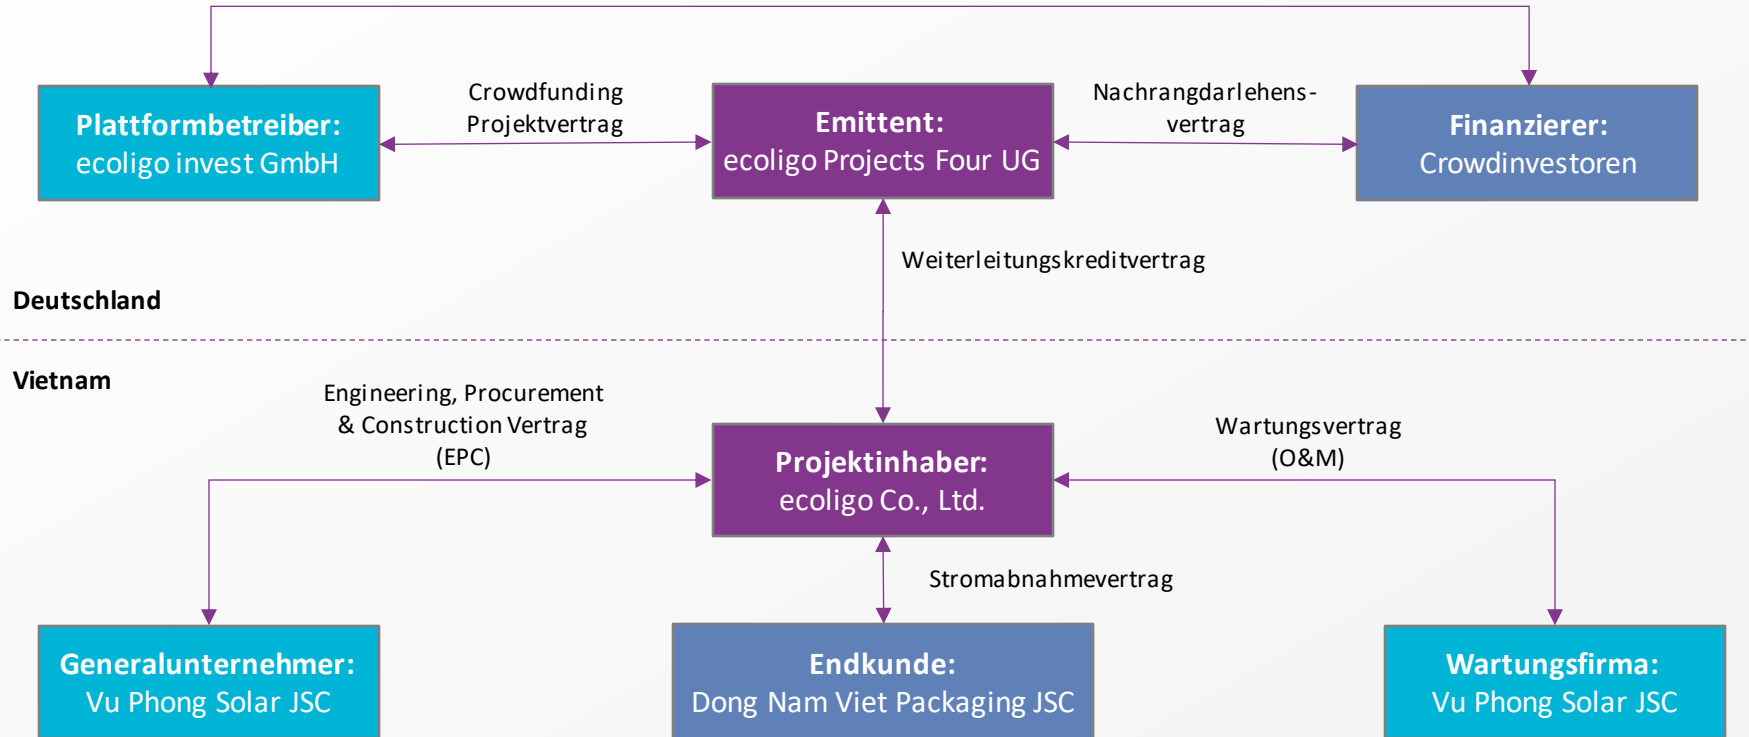 Crowdfunding
Projektvertrag
Nachrangdarlehens-
vertrag
Plattformbetreiber:
ecoligo invest GmbH
Emittent:
ecoligo Projects Four UG
Finanzierer:
Crowdinvestoren
Weiterleitungskreditvertrag
Deutschland
Vietnam
Engineering, Procurement
& Construction Vertrag
(EPC)
Wartungsvertrag
(O&M)
Projektinhaber:
ecoligo Co., Ltd.
Stromabnahmevertrag
Generalunternehmer:
Vu Phong Solar JSC
Endkunde:
Dong Nam Viet Packaging JSC
Wartungsfirma:
Vu Phong Solar JSC